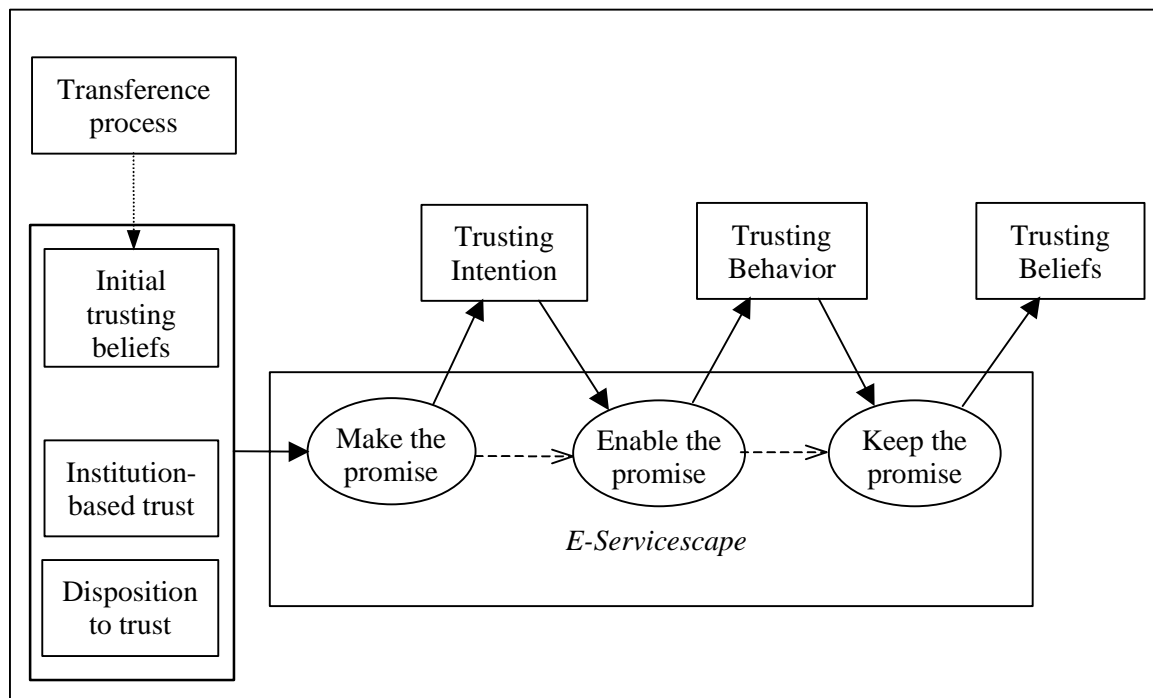 Transference
process
Initial
trusting
beliefs
Institution-
based trust
Disposition
to trust
Trusting
Intention
Trusting
Behavior
Trusting
Beliefs
Make the
promise
Enable the
promise
Keep the
promise
E-Servicescape